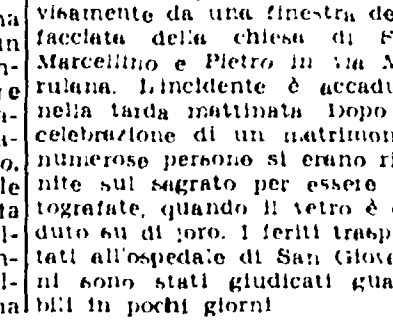 visamente da una finestra de
facciata della chiesa di
Marcellino e Pietro in via M
rulana. L'incidente è accadu
nella tarda mattinata Dopo
celebrazione di un matrimon
numerose persone si erano ri
nite sul sagrato per essere
tografate, quando il vetro è
duto su di loro. I feriti trasp
tati all'ospedale di San Giova
ni sono stati giudicati gua
bili in pochi giorni